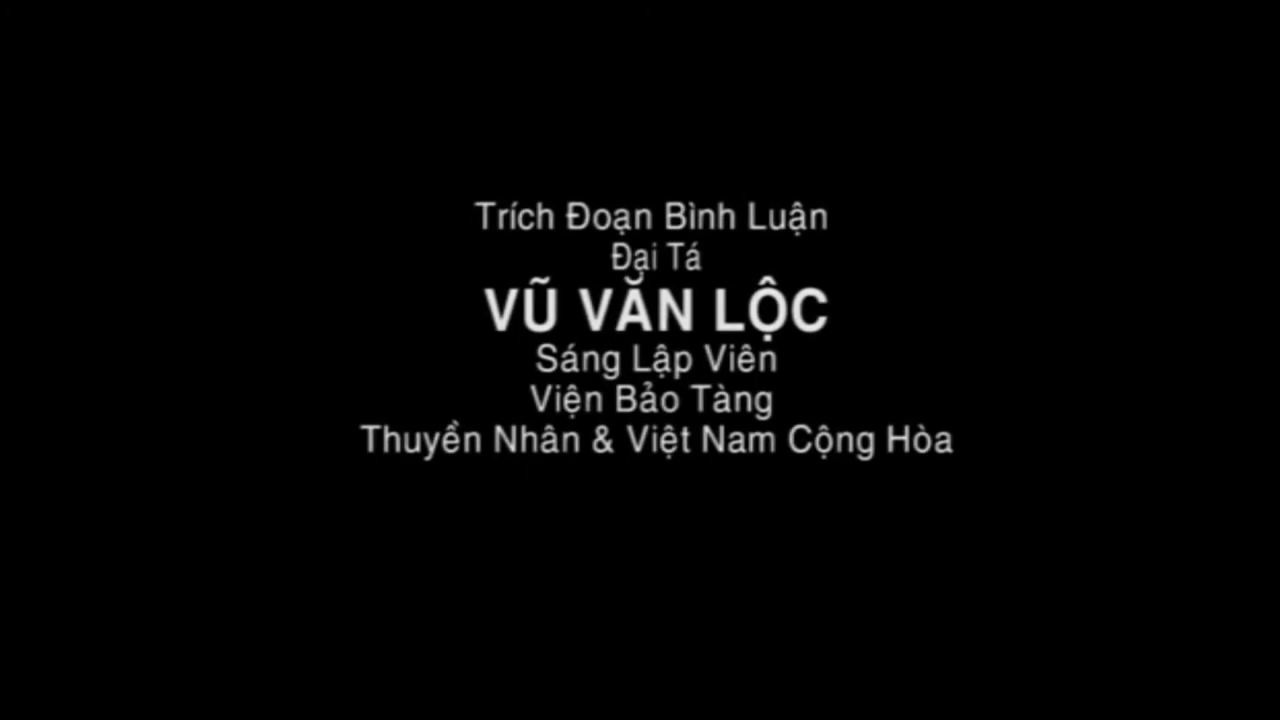 Trích Đoạn Bình Luận
Đại Tá
VŨ VĂN LỘC
Sáng Lập Viên
Viện Bảo Tàng
Thuyền Nhân & Việt Nam Cộng Hòa